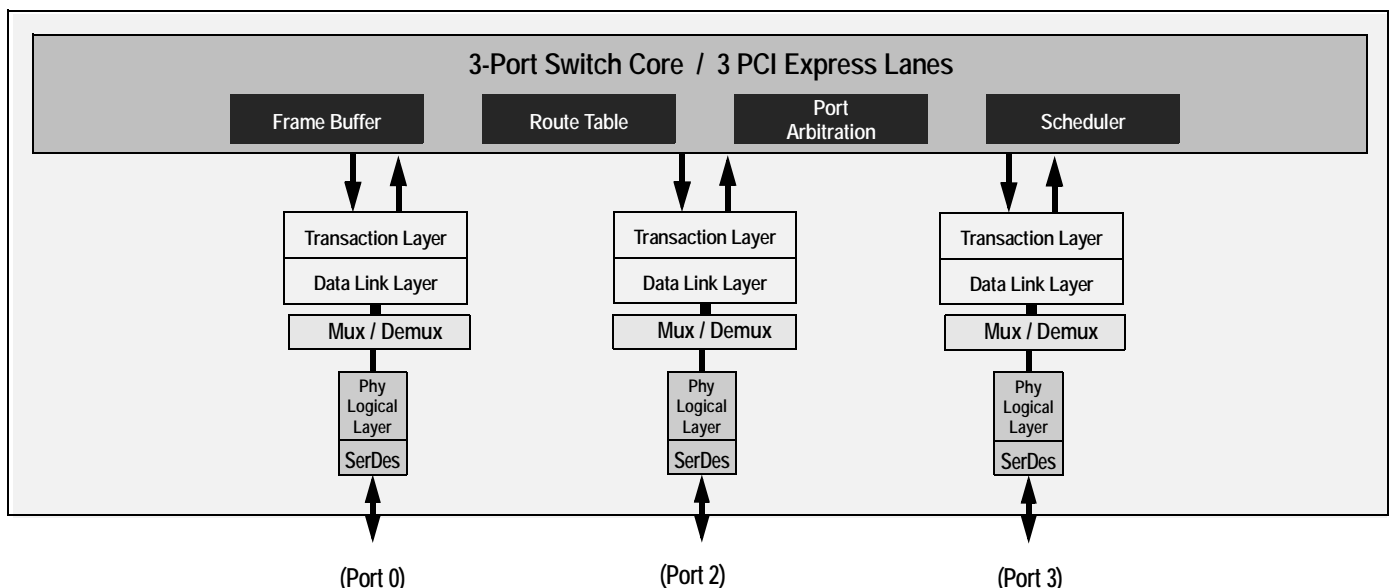 3-Port Switch Core / 3 PCI Express Lanes
Frame Buffer
Route Table
Port
Arbitration
Scheduler
Transaction Layer
Data Link Layer
Mux / Demux
Phy
Logical
Layer
SerDes
(Port 0)
Transaction Layer
Data Link Layer
Mux / Demux
Phy
Logical
Layer
SerDes
(Port 2)
Transaction Layer
Data Link Layer
Mux / Demux
Phy
Logical
Layer
SerDes
(Port 3)